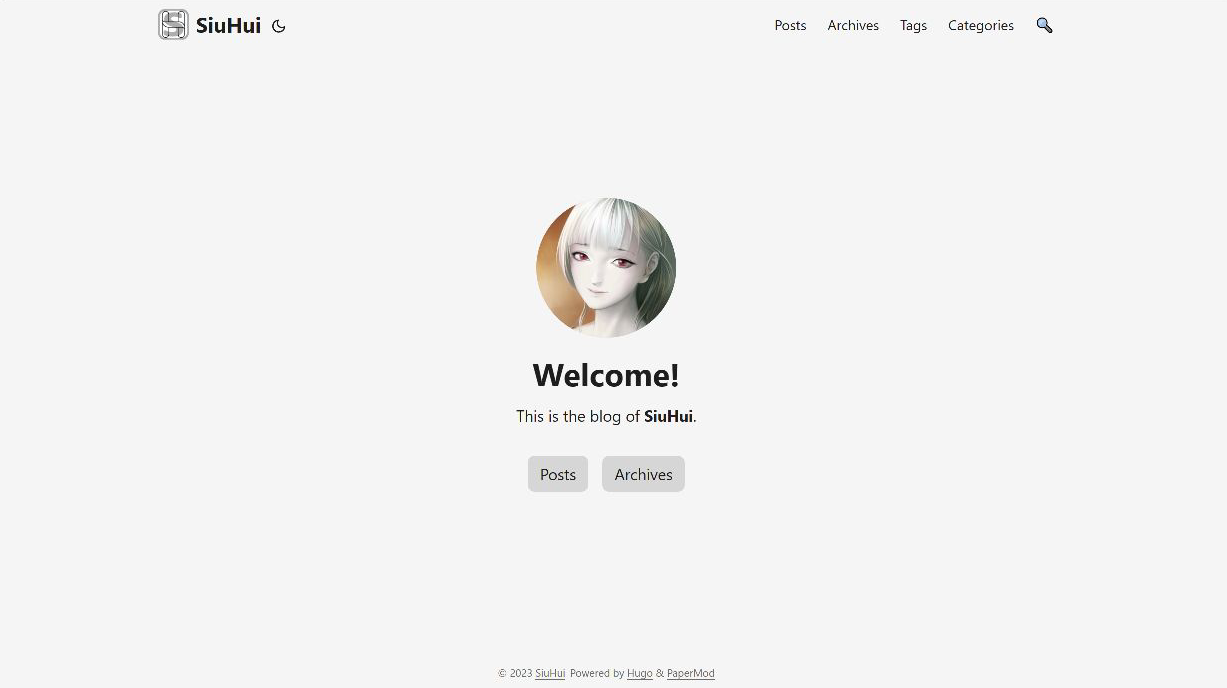 SiuHui
Posts Archives Tags Categories
Welcome!
This is the blog of SiuHui.
Posts Archives
© 2023 SiuHui Powered by Hugo & PaperMod